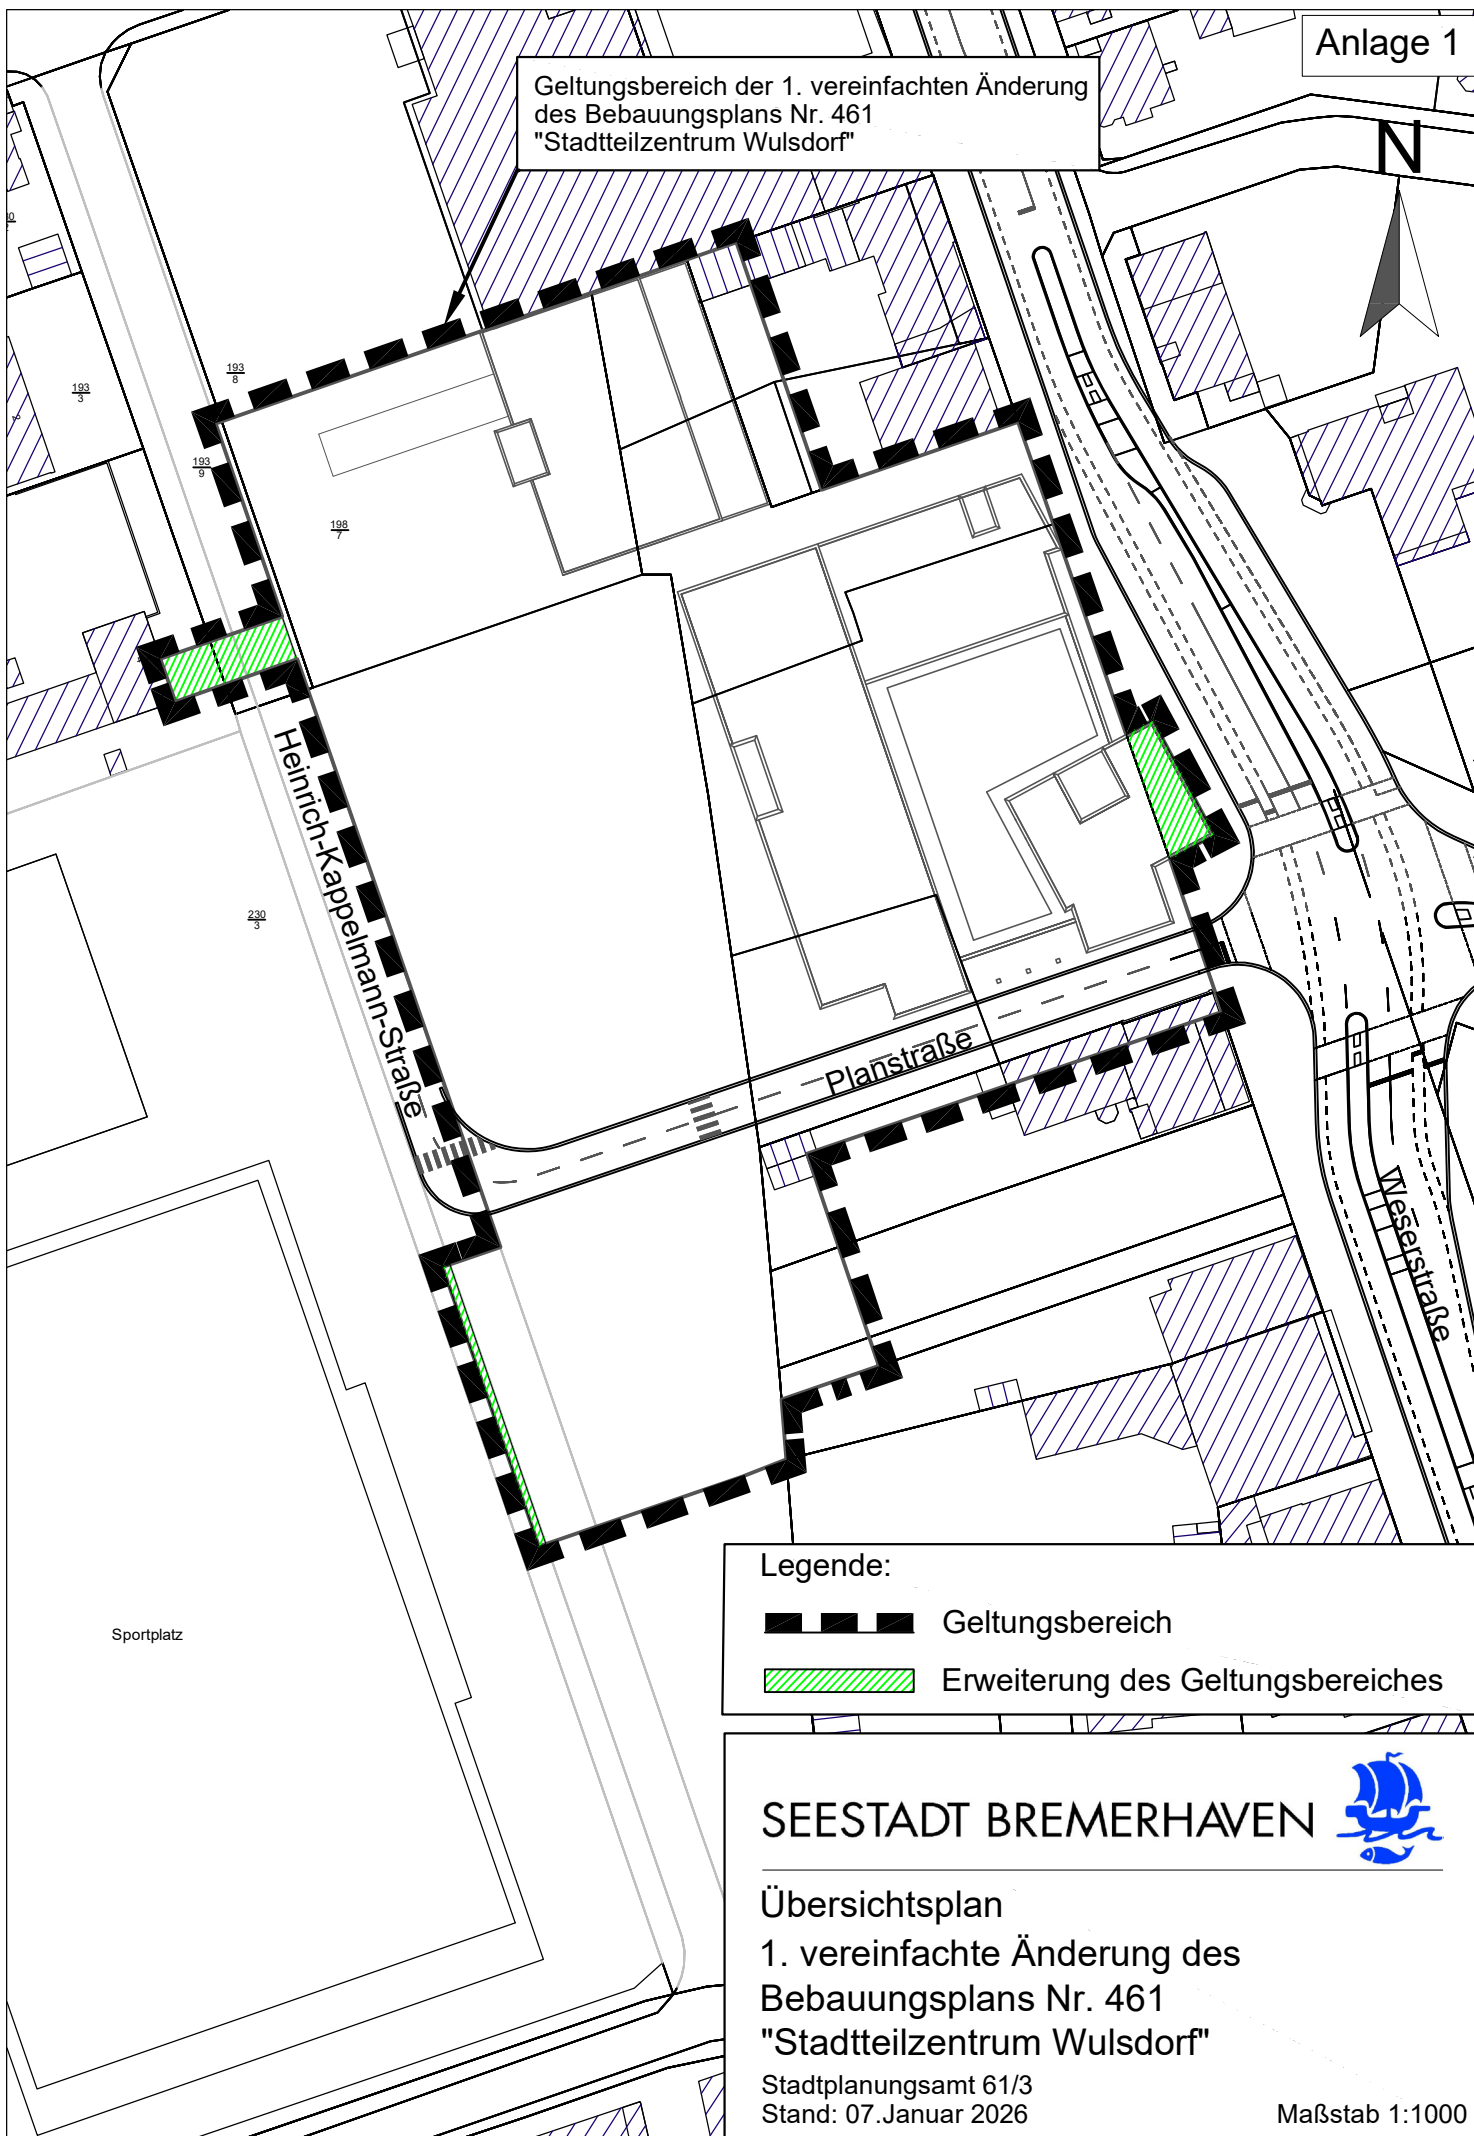 Anlage 1
Geltungsbereich der 1. vereinfachten Änderung
des Bebauungsplans Nr. 461
"Stadtteilzentrum Wulsdorf"
N
193
8
193
3
193
9
198
7
Heinrich-Kappelmann-Straße
230
3
Planstraße
Weserstraße
Sportplatz
Legende:
Geltungsbereich
Erweiterung des Geltungsbereiches
SEESTADT BREMERHAVEN
Übersichtsplan
1. vereinfachte Änderung des
Bebauungsplans Nr. 461
"Stadtteilzentrum Wulsdorf"
Stadtplanungsamt 61/3
Stand: 07.Januar 2026
Maßstab 1:1000